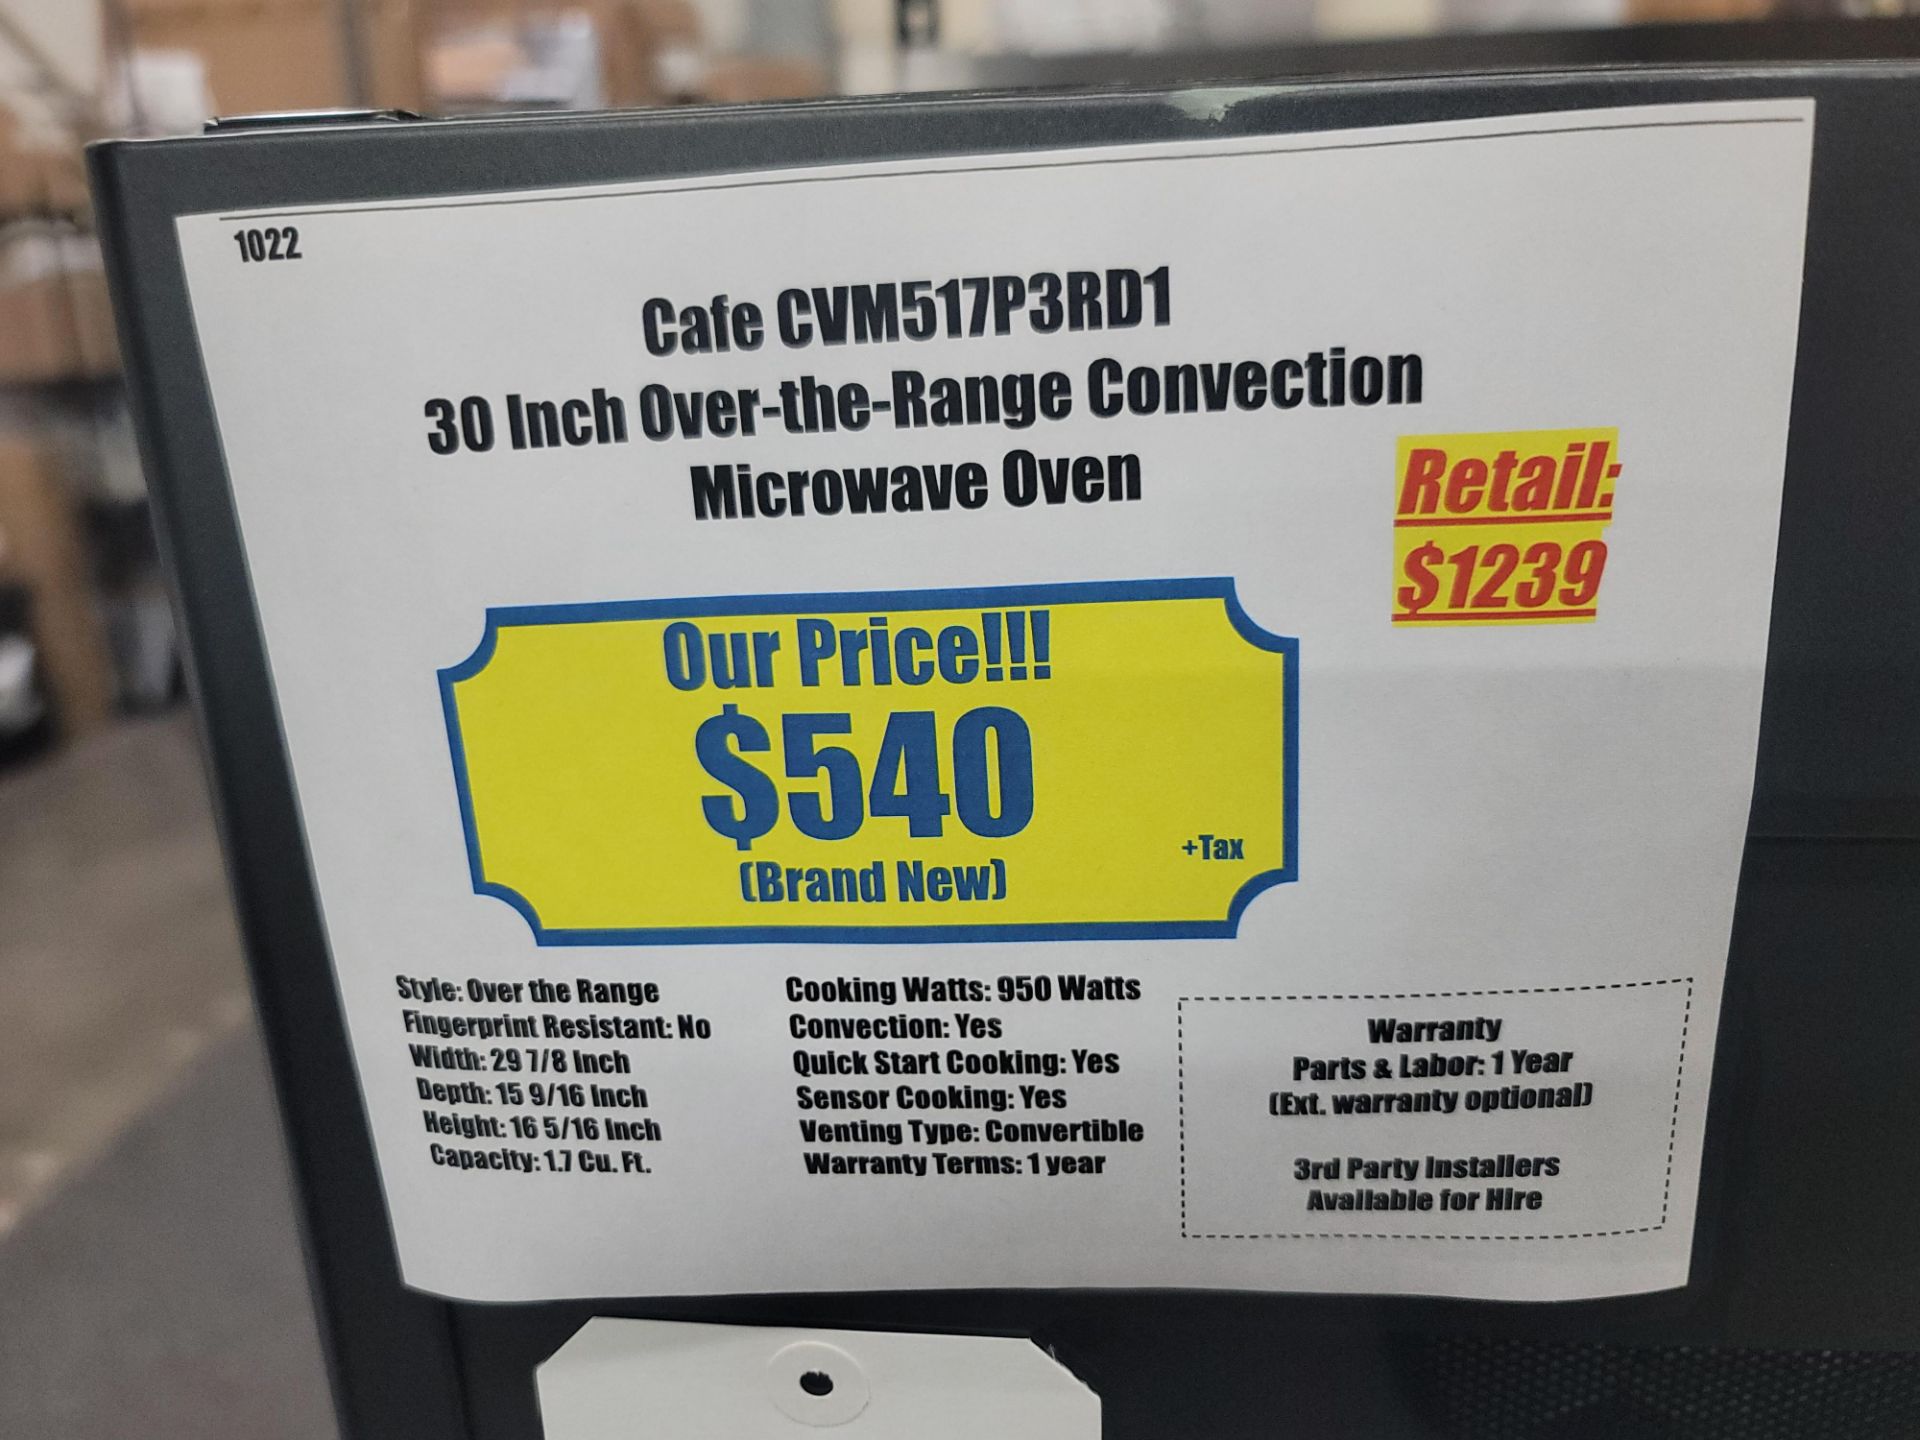 1022
Cafe CVM517P3RD1
30 Inch Over-the-Range Convection
Microwave Oven
Retail:
$1239
Our Price!!!
$540
(Brand New)
+Tax
Style: Over the Range
Fingerprint Resistant: No
Width: 29 7/8 Inch
Depth: 15 9/16 Inch
Height: 16 5/16 Inch
Capacity: 1.7 Cu. Ft.
Cooking Watts: 950 Watts
Convection: Yes
Quick Start Cooking: Yes
Sensor Cooking: Yes
Venting Type: Convertible
Warranty Terms: 1 year
Warranty
Parts & Labor: 1 Year
(Ext. warranty optional)
3rd Party Installers
Available for Hire